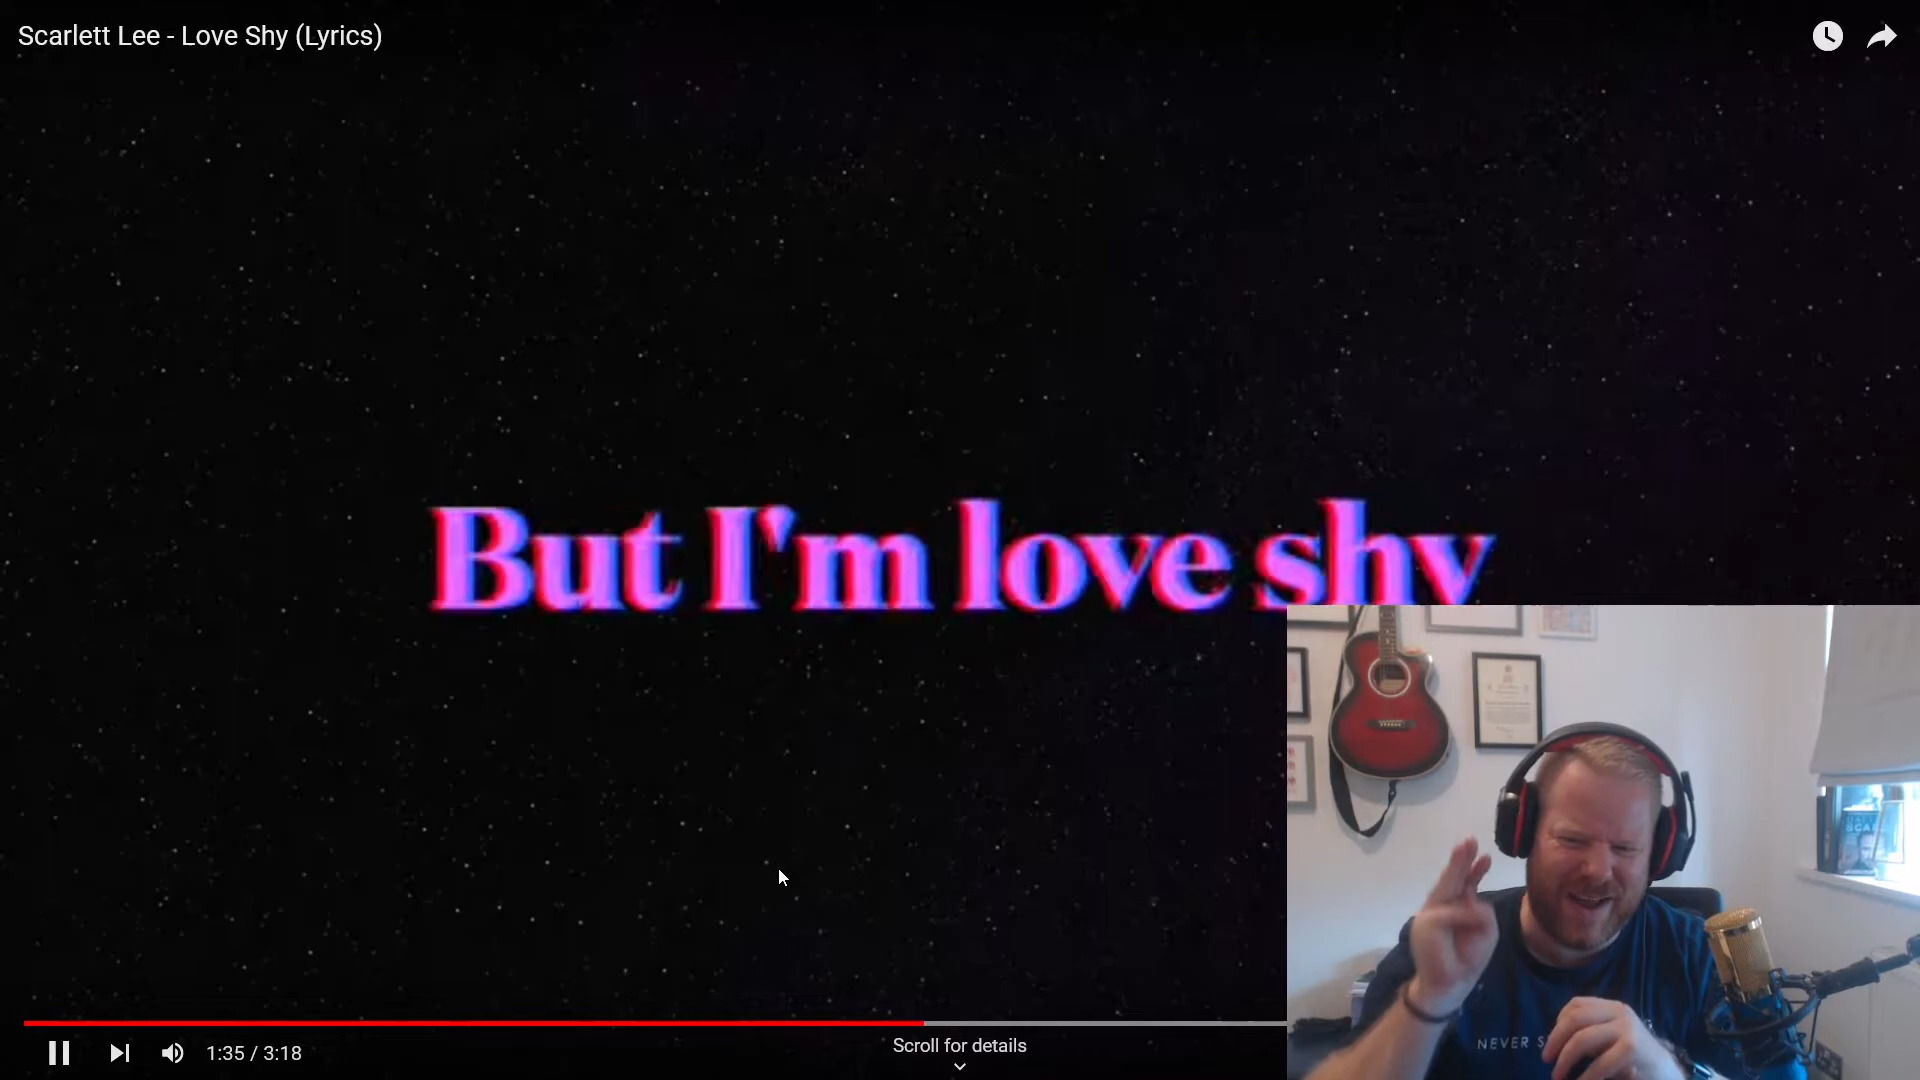 Scarlett Lee - Love Shy (Lyrics)
But I'm love shy
NEVER
1:35 / 3:18
Scroll for details